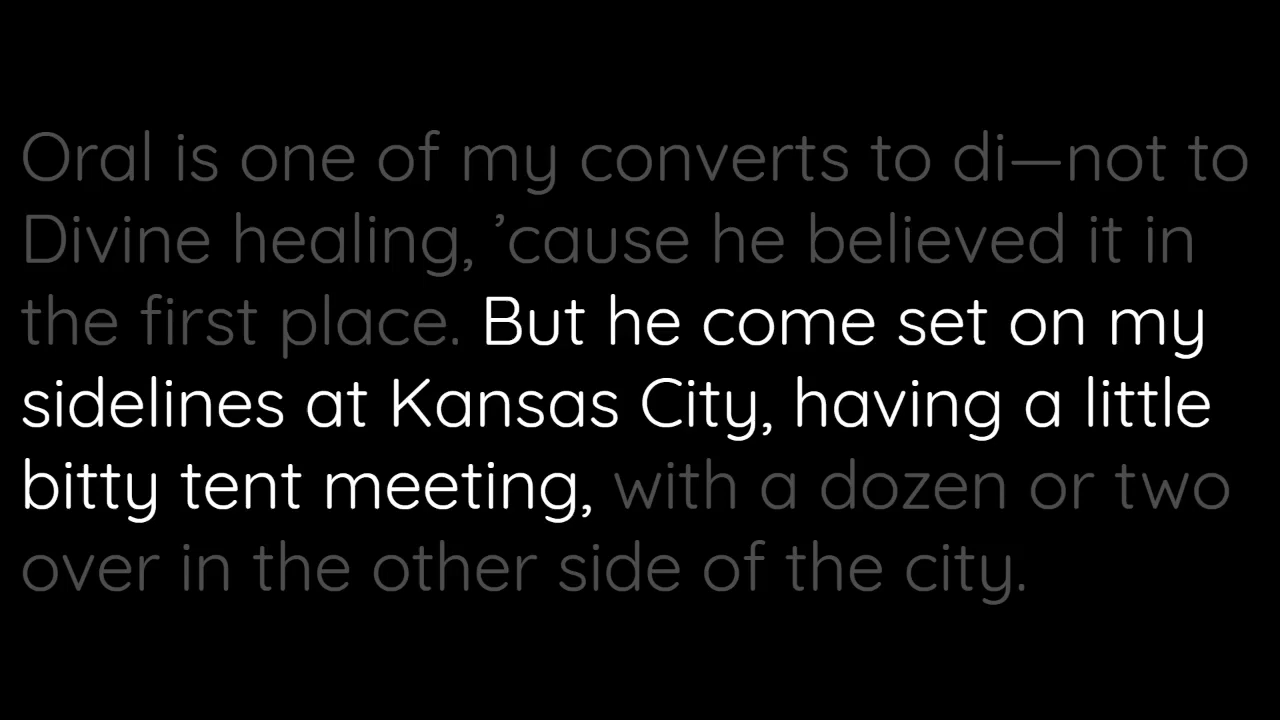 Oral is one of my converts to di—not to
Divine healing, ’cause he believed it in
the first place. But he come set on my
sidelines at Kansas City, having a little
bitty tent meeting, with a dozen or two
over in the other side of the city.